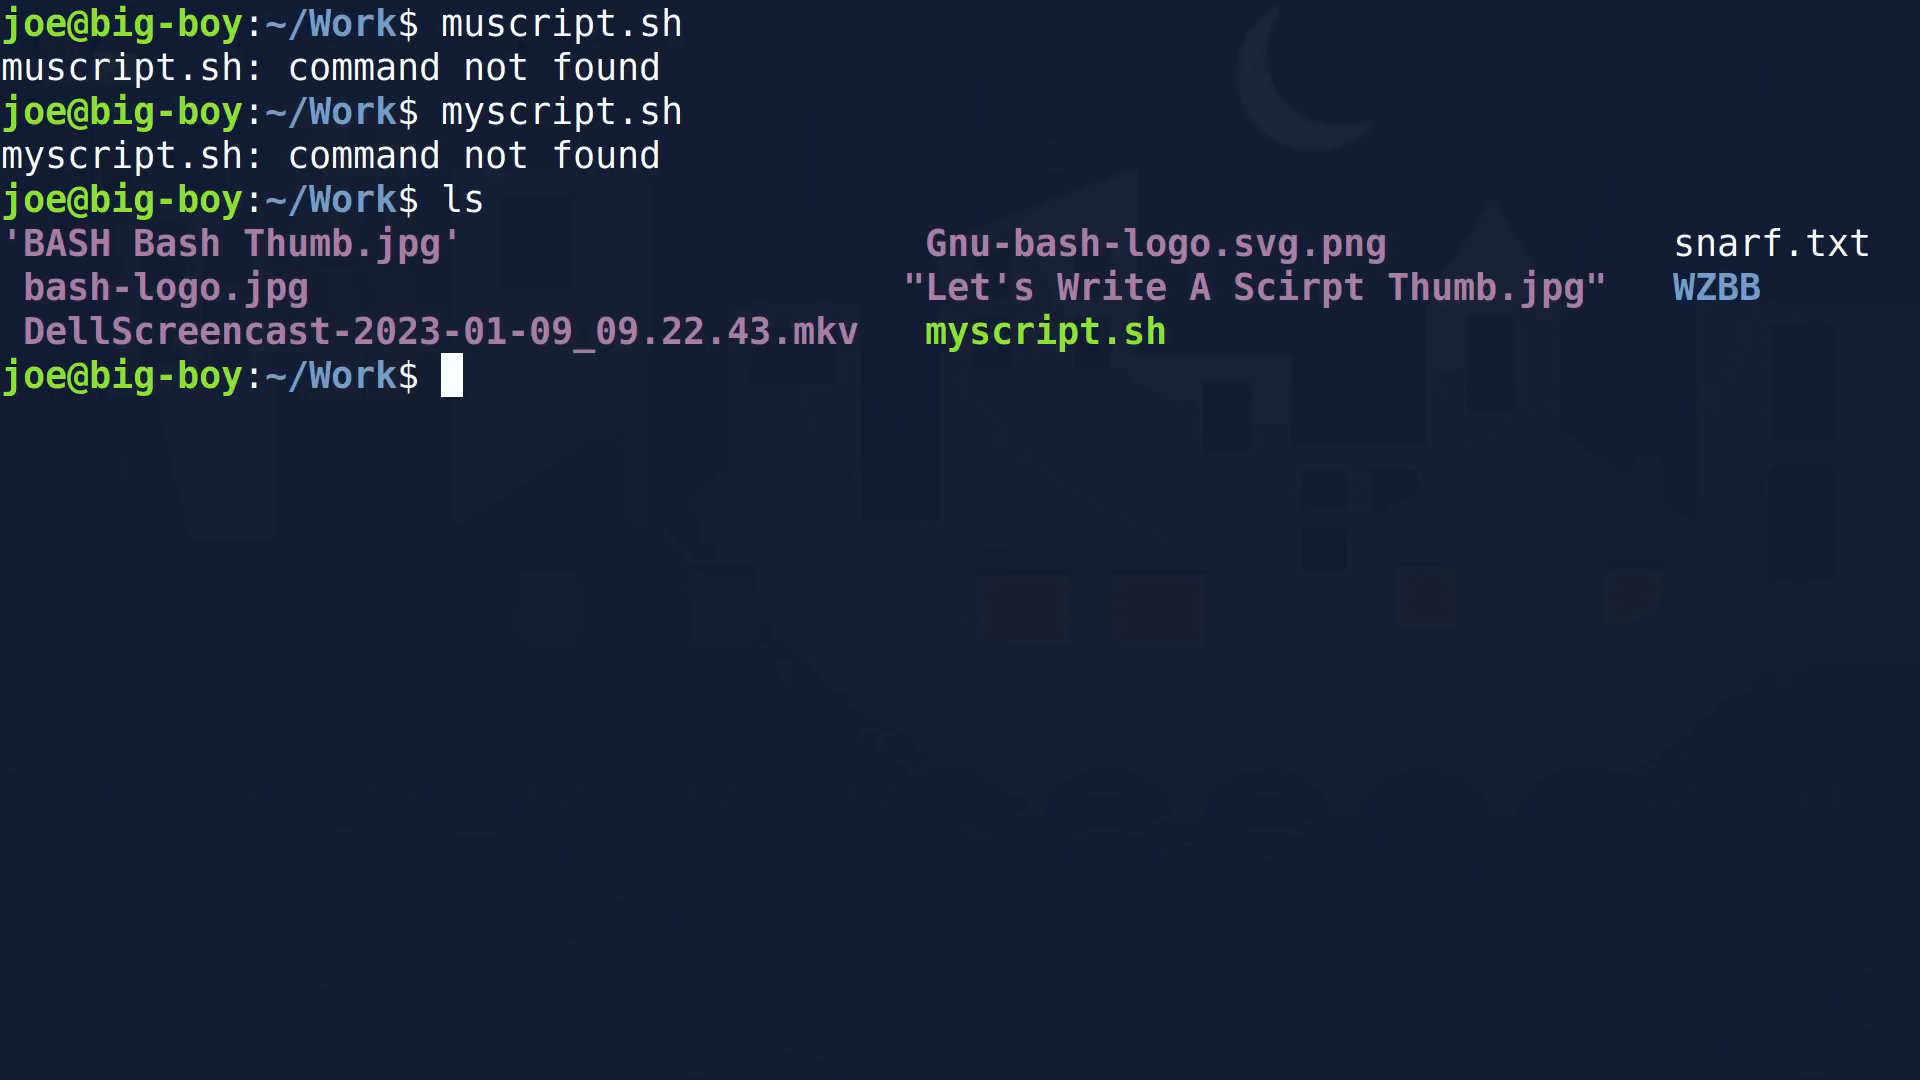 joe@big-boy:~/Work$ muscript.sh
muscript.sh: command not found
joe@big-boy:~/Work$ myscript.sh
myscript.sh: command not found
joe@big-boy:~/Work$ ls
'BASH Bash Thumb.jpg' Gnu-bash-logo.svg.png snarf.txt
bash-logo.jpg "Let's Write A Scirpt Thumb.jpg" WZBB
DellScreencast-2023-01-09_09.22.43.mkv myscript.sh
joe@big-boy:~/Work$